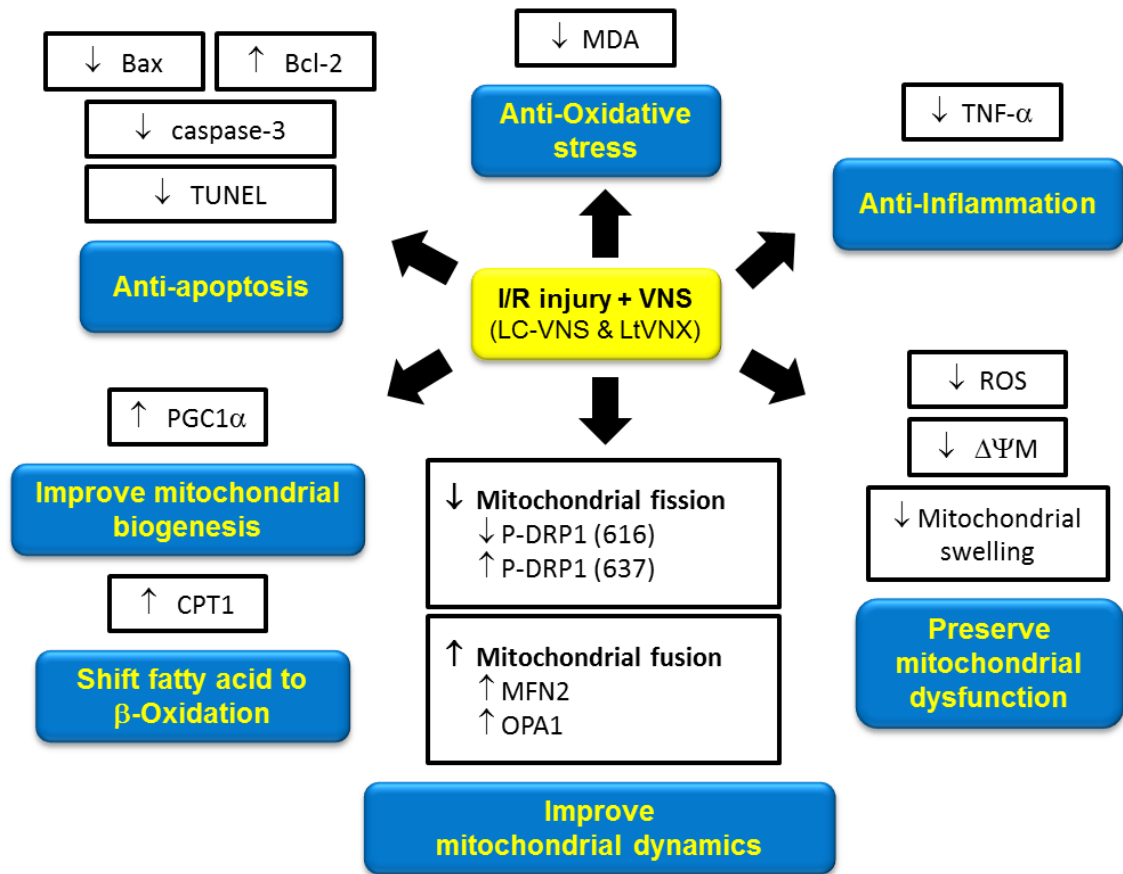 ↓ Bax
↑ Bcl-2
↓ caspase-3
↓ TUNEL
Anti-apoptosis
↓ MDA
Anti-Oxidative
stress
↓ TNF-α
Anti-Inflammation
I/R injury + VNS
(LC-VNS & LtVNX)
↑ PGC1α
Improve mitochondrial
biogenesis
↑ CPT1
Shift fatty acid to
β-Oxidation
↓ Mitochondrial fission
↓ P-DRP1 (616)
↑ P-DRP1 (637)
↑ Mitochondrial fusion
↑ MFN2
↑ OPA1
Improve
mitochondrial dynamics
↓ ROS
↓ ΔΨM
↓ Mitochondrial
swelling
Preserve
mitochondrial
dysfunction